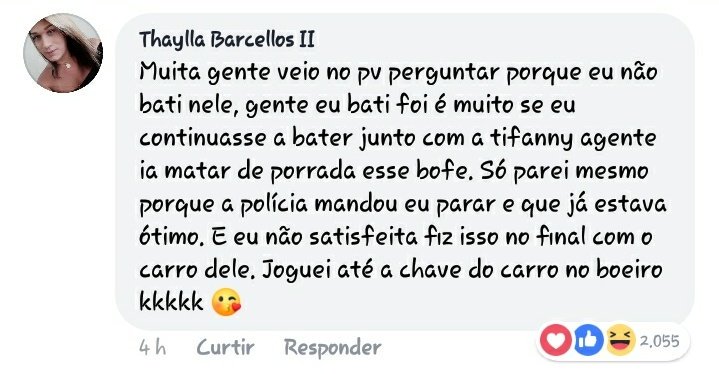 Thaylla Barcellos II
Muita gente veio no pv perguntar porque eu não
bati nele, gente eu bati foi é muito se eu
continuasse a bater junto com a tifanny agente
ia matar de porrada esse bofe. Só parei mesmo
porque a polícia mandou eu parar e que já estava
ótimo. E eu não satisfeita fiz isso no final com o
carro dele. Joguei até a chave do carro no boeiro
kkkkk 😘
4 h Curtir Responder 2,055